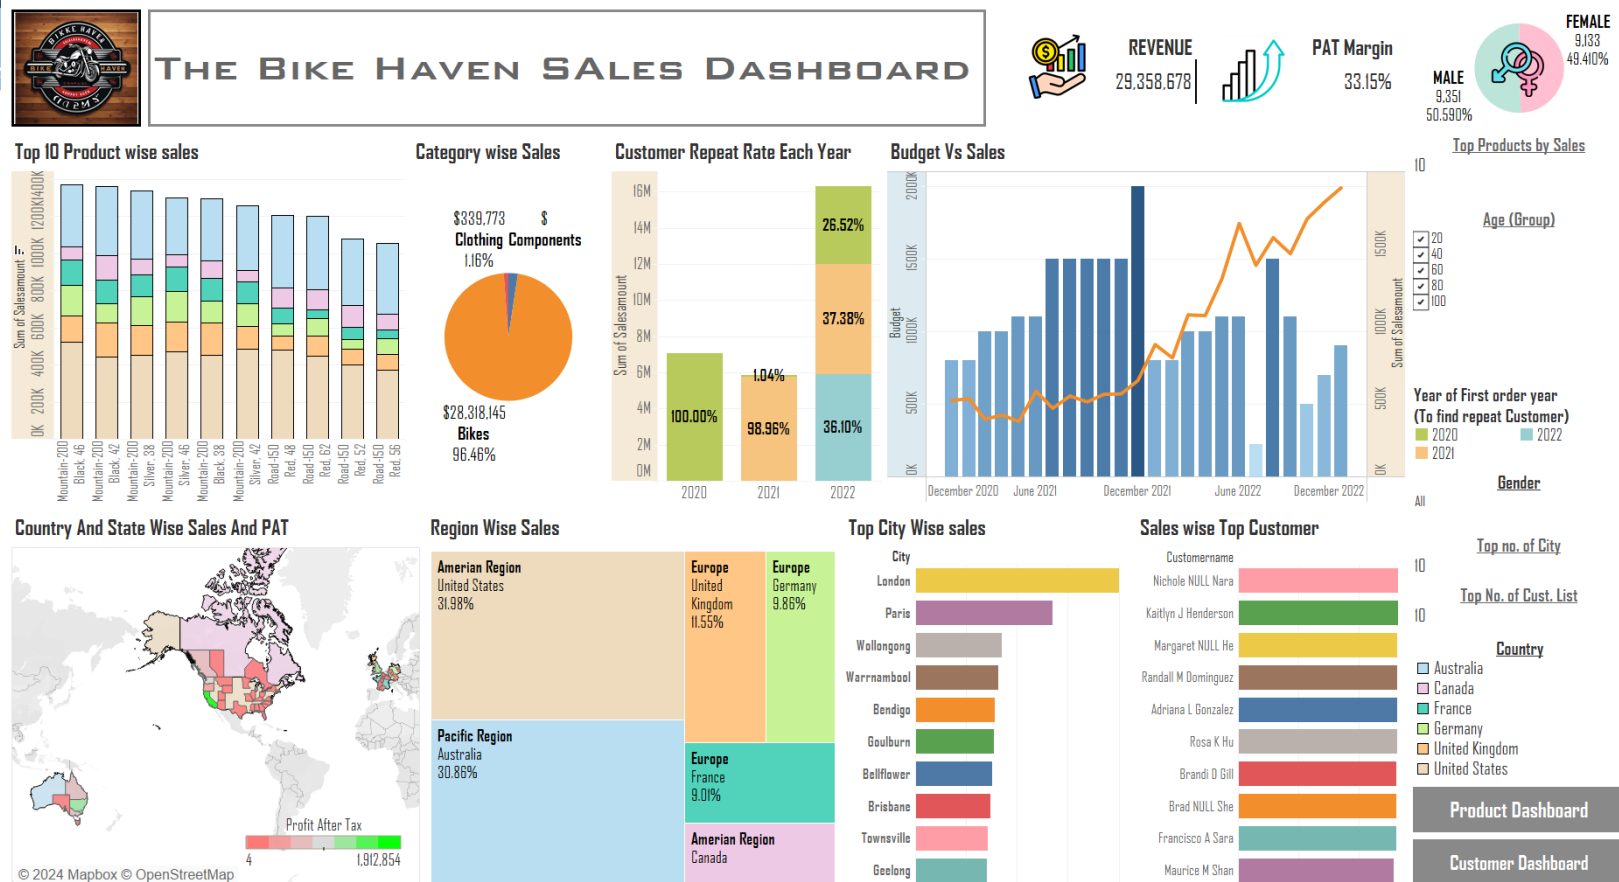 BIKKE HAVEN
BIKE HAVEN
THE BIKE HAVEN SALES DASHBOARD
REVENUE
29,358,678
PAT Margin
33.15%
FEMALE
9,133
49.410%
MALE
9,351
50.590%
Top 10 Product wise sales
Sum of Salesamount
0K 200K 400K 600K 800K 1000K 1200K 1400K
Mountain-200 Black, 46
Mountain-200 Black, 42
Mountain-200 Silver, 38
Mountain-200 Silver, 46
Mountain-200 Black, 38
Mountain-200 Silver, 42
Road-150 Red, 48
Road-150 Red, 62
Road-150 Red, 52
Road-150 Red, 56
Category wise Sales
$339,773 $
Clothing Components
1.16%
$28,318,145
Bikes
96.46%
Customer Repeat Rate Each Year
Sum of Salesamount
16M
14M
12M
10M
8M
6M
4M
2M
0M
100.00%
1.04%
98.96%
26.52%
37.38%
36.10%
2020 2021 2022
Budget Vs Sales
Budget
2000K
1500K
1000K
500K
0K
Sum of Salesamount
1500K
1000K
500K
0K
December 2020 June 2021 December 2021 June 2022 December 2022
Top Products by Sales
10
Age (Group)
20
40
60
80
100
Year of First order year
(To find repeat Customer)
2020 2022
2021
Gender
All
Top no. of City
10
Top No. of Cust. List
10
Country
Australia
Canada
France
Germany
United Kingdom
United States
Product Dashboard
Customer Dashboard
Country And State Wise Sales And PAT
Profit After Tax
4 1,912,854
© 2024 Mapbox © OpenStreetMap
Region Wise Sales
Amerian Region
United States
31.98%
Pacific Region
Australia
30.86%
Europe
United
Kingdom
11.55%
Europe
Germany
9.86%
Europe
France
9.01%
Amerian Region
Canada
Top City Wise sales
City
London
Paris
Wollongong
Warrnambool
Bendigo
Goulburn
Bellflower
Brisbane
Townsville
Geelong
Sales wise Top Customer
Customername
Nichole NULL Nara
Kaitlyn J Henderson
Margaret NULL He
Randall M Dominguez
Adriana L Gonzalez
Rosa K Hu
Brandi D Gill
Brad NULL She
Francisco A Sara
Maurice M Shan